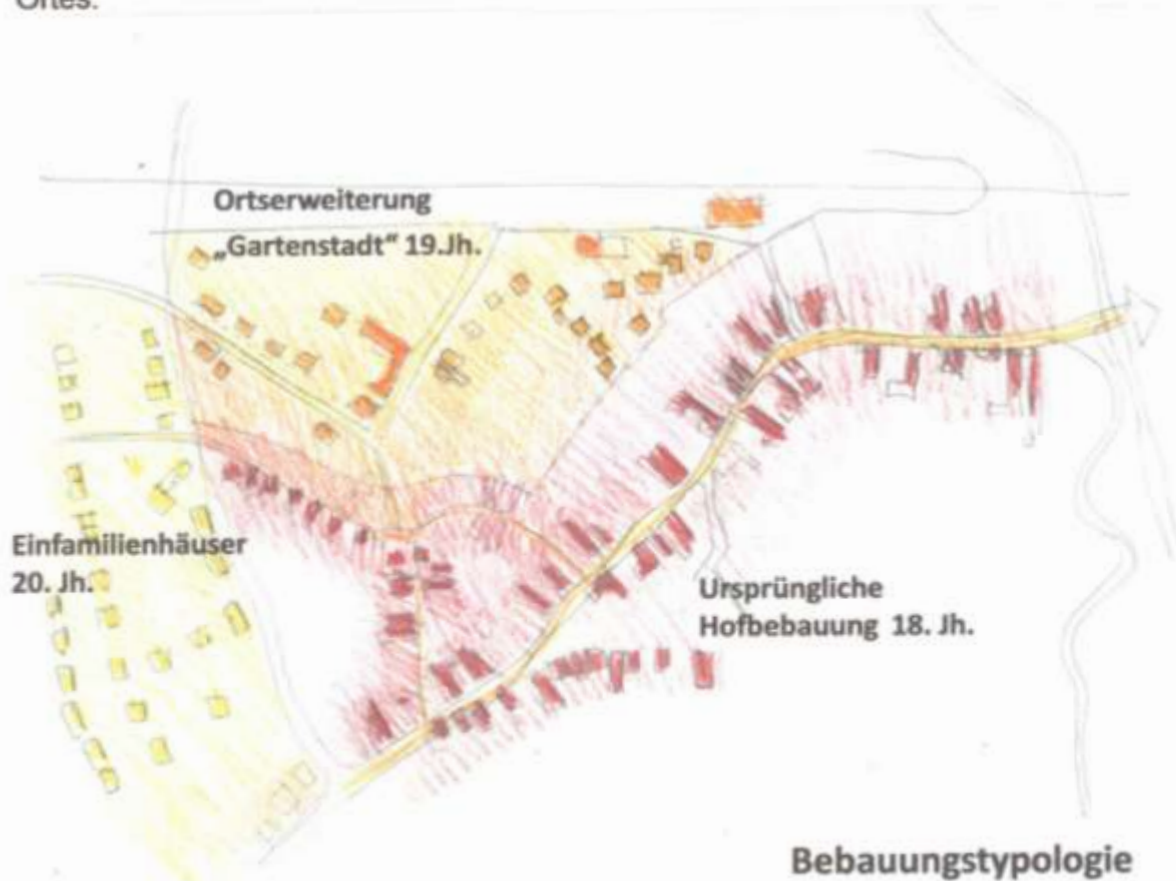 Ortes.
Ortserweiterung
„Gartenstadt“ 19.Jh.
Einfamilienhäuser
20. Jh.
Ursprüngliche
Hofbebauung 18. Jh.
Bebauungstypologie